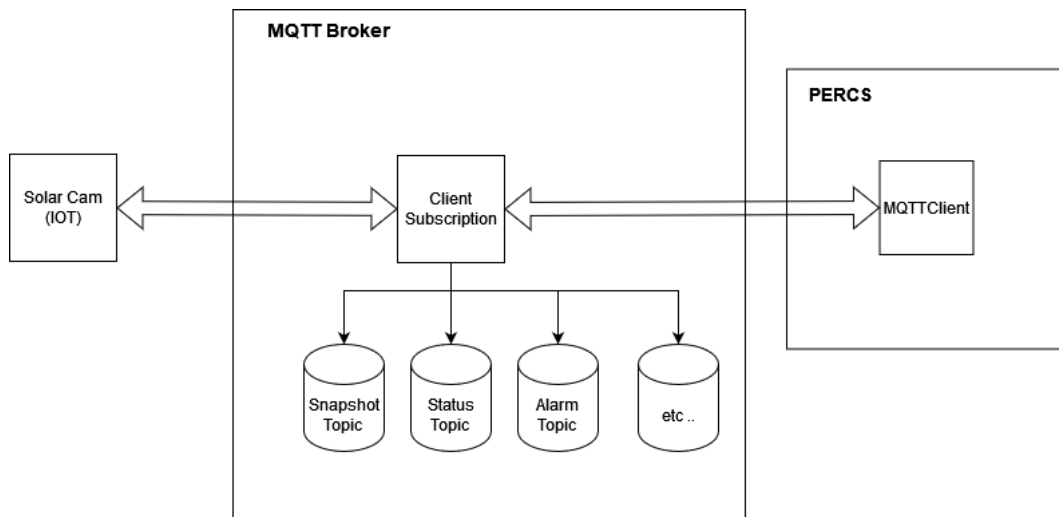 MQTT Broker
PERCS
Solar Cam
(IOT)
Client
Subscription
MQTTClient
Snapshot
Topic
Status
Topic
Alarm
Topic
etc ..